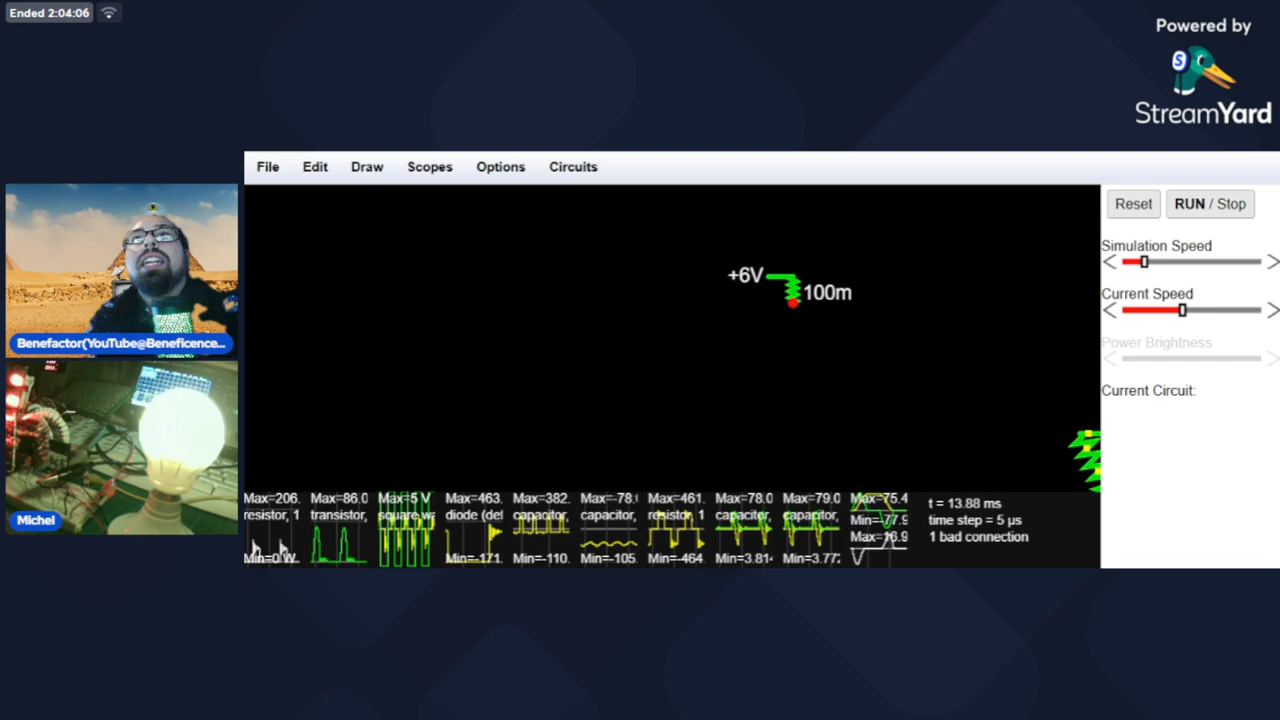 Ended 2:04:06
Powered by
S
StreamYard
File Edit Draw Scopes Options Circuits
Reset RUN / Stop
Simulation Speed
Current Speed
Power Brightness
Current Circuit:
+6V
100m
Benefactor(YouTube@Beneficence...
Michel
Max=206. Max=86.0 Max=5 V Max=463. Max=382. Max=-78. Max=461. Max=78.0 Max=79.0 Max=75.4
resistor, 1 transistor, square wa diode (def capacitor, capacitor, resistor, 1 capacitor, capacitor,
Min=-77.9
Max=16.9
Min=0 W Min=-171. Min=-110. Min=-105. Min=-464. Min=3.814 Min=3.772
t = 13.88 ms
time step = 5 μs
1 bad connection